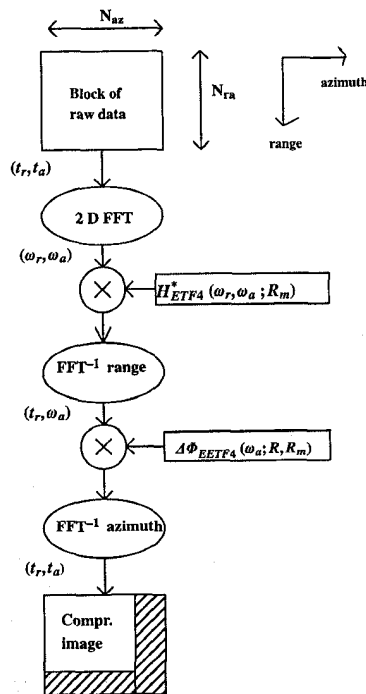 N_az
Block of
raw data
N_ra
azimuth
range
(t_r,t_a)
2 D FFT
(ω_r,ω_a)
×
H*_ETF4 (ω_r,ω_a ; R_m)
FFT⁻¹ range
(t_r,ω_a)
×
ΔΦ_EETF4 (ω_a; R, R_m)
FFT⁻¹ azimuth
(t_r,t_a)
Compr.
image